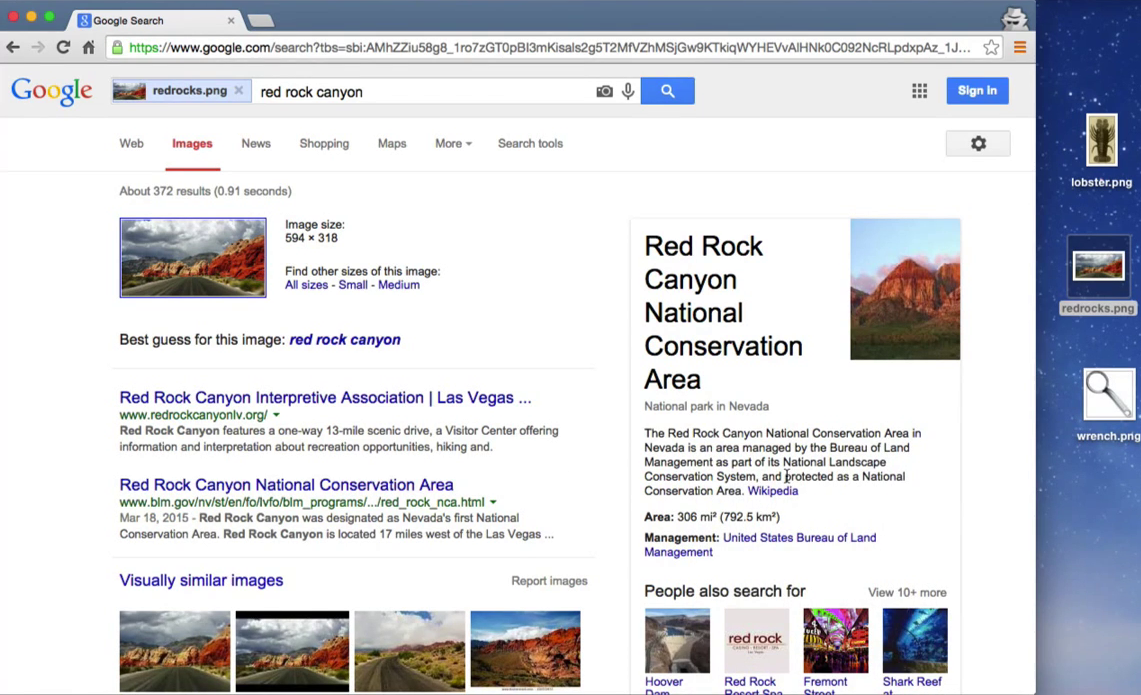 Google Search
https://www.google.com/search?tbs=sbi:AMhZZiu58g8_1ro7zGT0pBI3mKisals2g5T2MfVZhMSjGw9KTkiqWYHEVvAlHNk0C092NcRLpdxpAz_1J...
Google
redrocks.png
red rock canyon
Sign in
Web Images News Shopping Maps More Search tools
About 372 results (0.91 seconds)
Image size:
594 × 318
Find other sizes of this image:
All sizes - Small - Medium
Best guess for this image: red rock canyon
Red Rock Canyon Interpretive Association | Las Vegas ...
www.redrockcanyonlv.org/
Red Rock Canyon features a one-way 13-mile scenic drive, a Visitor Center offering
information and interpretation about recreation opportunities, hiking and.
Red Rock Canyon National Conservation Area
www.blm.gov/nv/st/en/fo/lvfo/blm_programs/.../red_rock_nca.html
Mar 18, 2015 - Red Rock Canyon was designated as Nevada's first National
Conservation Area. Red Rock Canyon is located 17 miles west of the Las Vegas ...
Visually similar images
Report images
Red Rock
Canyon
National
Conservation
Area
National park in Nevada
The Red Rock Canyon National Conservation Area in
Nevada is an area managed by the Bureau of Land
Management as part of its National Landscape
Conservation System, and protected as a National
Conservation Area. Wikipedia
Area: 306 mi² (792.5 km²)
Management: United States Bureau of Land
Management
People also search for
View 10+ more
red rock
Hoover
Dam
Red Rock
Resort Spa
Fremont
Street
Shark Reef
at
lobster.png
redrocks.png
wrench.png